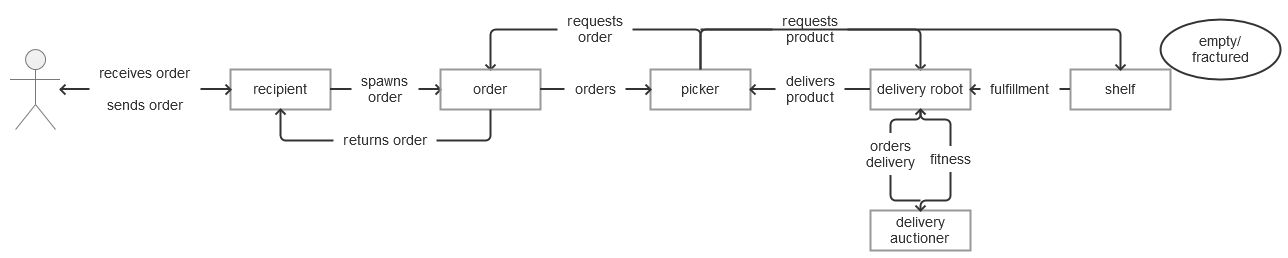 requests
order
requests
product
empty/
fractured
receives order
sends order
recipient
spawns
order
order
orders
picker
delivers
product
delivery robot
fulfillment
shelf
returns order
orders
delivery
fitness
delivery
auctioner